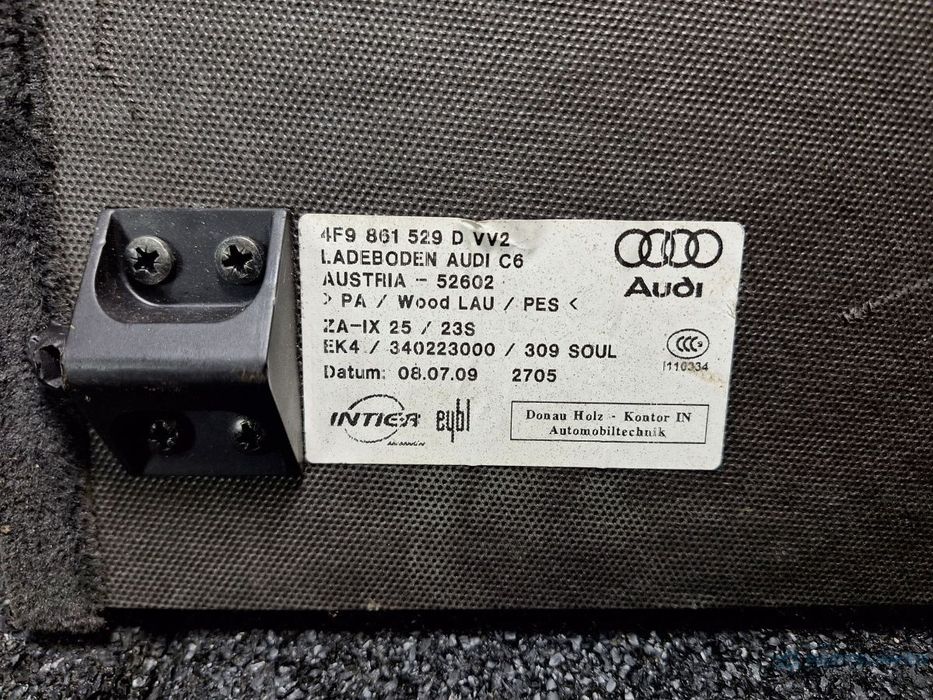 4F9 861 529 D VV2
LADEBODEN AUDI C6
AUSTRIA - 52602
> PA / Wood LAU / PES <
ZA-IX 25 / 23S
EK4 / 340223000 / 309 SOUL
Datum: 08.07.09 2705
Audi
CCC
I110334
INTIER
eybl
Donau Holz - Kontor IN
Automobiltechnik